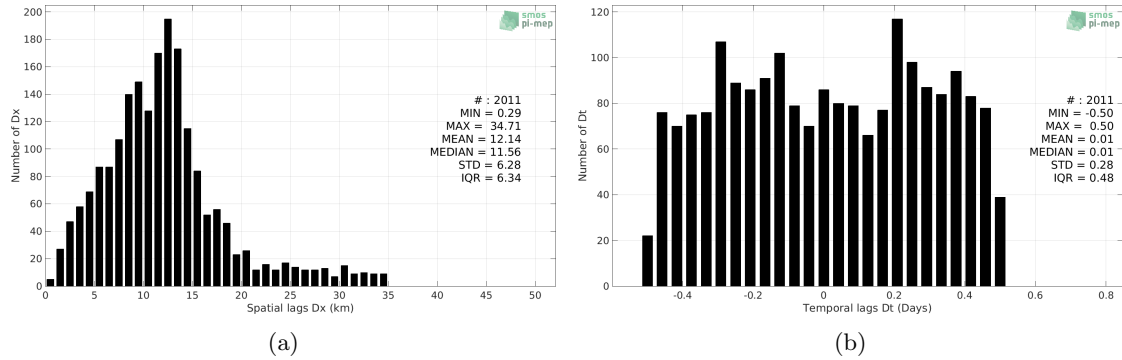 200
180
160
140
120
100
80
60
40
20
0
Number of Dx
0 5 10 15 20 25 30 35 40 45 50
Spatial lags Dx (km)
smos
pi-mep
# : 2011
MIN = 0.29
MAX = 34.71
MEAN = 12.14
MEDIAN = 11.56
STD = 6.28
IQR = 6.34
(a)
120
100
80
60
40
20
0
Number of Dt
-0.4 -0.2 0 0.2 0.4 0.6 0.8
Temporal lags Dt (Days)
smos
pi-mep
# : 2011
MIN = -0.50
MAX = 0.50
MEAN = 0.01
MEDIAN = 0.01
STD = 0.28
IQR = 0.48
(b)